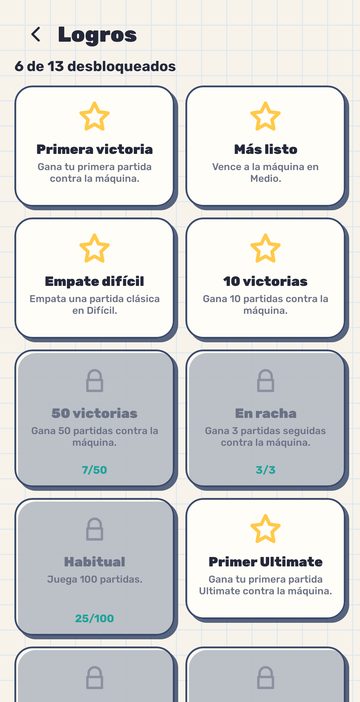 Logros
6 de 13 desbloqueados
Primera victoria
Gana tu primera partida
contra la máquina.
Más listo
Vence a la máquina en
Medio.
Empate difícil
Empata una partida clásica
en Difícil.
10 victorias
Gana 10 partidas contra la
máquina.
50 victorias
Gana 50 partidas contra la
máquina.
7/50
En racha
Gana 3 partidas seguidas
contra la máquina.
3/3
Habitual
Juega 100 partidas.
25/100
Primer Ultimate
Gana tu primera partida
Ultimate contra la máquina.